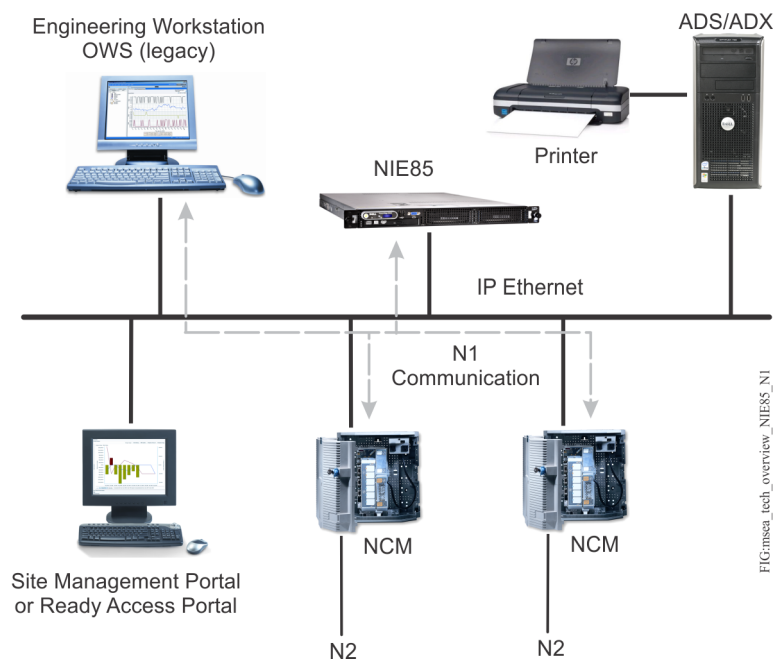 Engineering Workstation
OWS (legacy)
ADS/ADX
Printer
NIE85
IP Ethernet
N1
Communication
NCM
NCM
Site Management Portal
or Ready Access Portal
N2
N2
FIG:msea_tech_overview_NIE85_N1